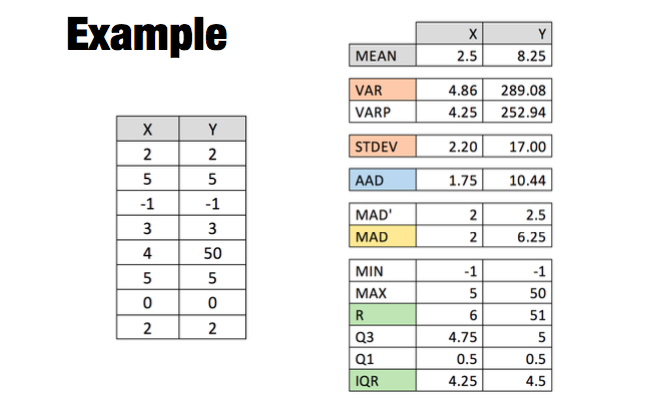 Example
X Y
2 2
5 5
-1 -1
3 3
4 50
5 5
0 0
2 2
X Y
MEAN 2.5 8.25
VAR 4.86 289.08
VARP 4.25 252.94
STDEV 2.20 17.00
AAD 1.75 10.44
MAD' 2 2.5
MAD 2 6.25
MIN -1 -1
MAX 5 50
R 6 51
Q3 4.75 5
Q1 0.5 0.5
IQR 4.25 4.5